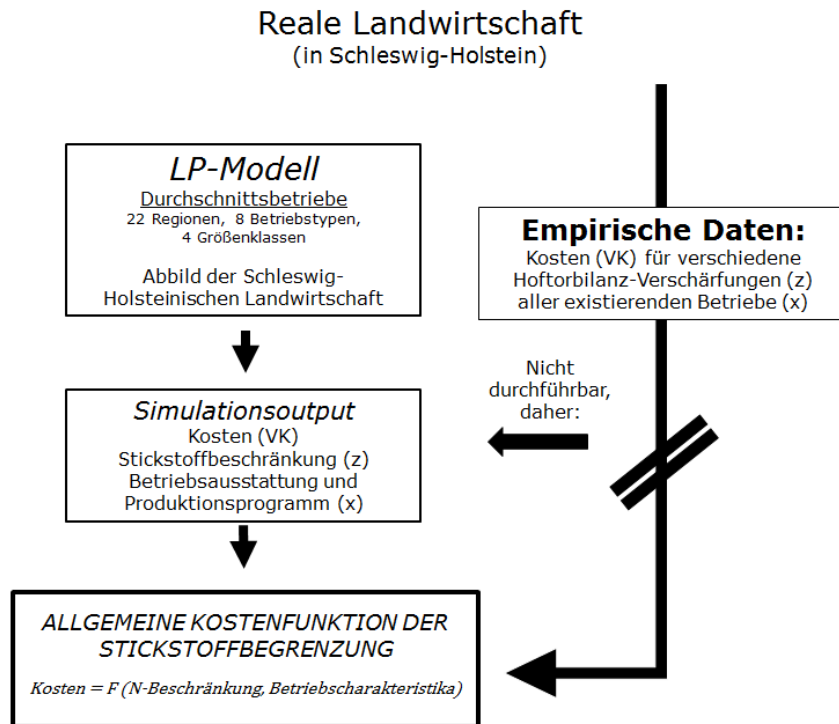 Reale Landwirtschaft
(in Schleswig-Holstein)
LP-Modell
Durchschnittsbetriebe
22 Regionen, 8 Betriebstypen,
4 Größenklassen
Abbild der Schleswig-
Holsteinischen Landwirtschaft
Empirische Daten:
Kosten (VK) für verschiedene
Hoftorbilanz-Verschärfungen (z)
aller existierenden Betriebe (x)
Nicht
durchführbar,
daher:
Simulationsoutput
Kosten (VK)
Stickstoffbeschränkung (z)
Betriebsausstattung und
Produktionsprogramm (x)
ALLGEMEINE KOSTENFUNKTION DER
STICKSTOFFBEGRENZUNG
Kosten = F (N-Beschränkung, Betriebscharakteristika)